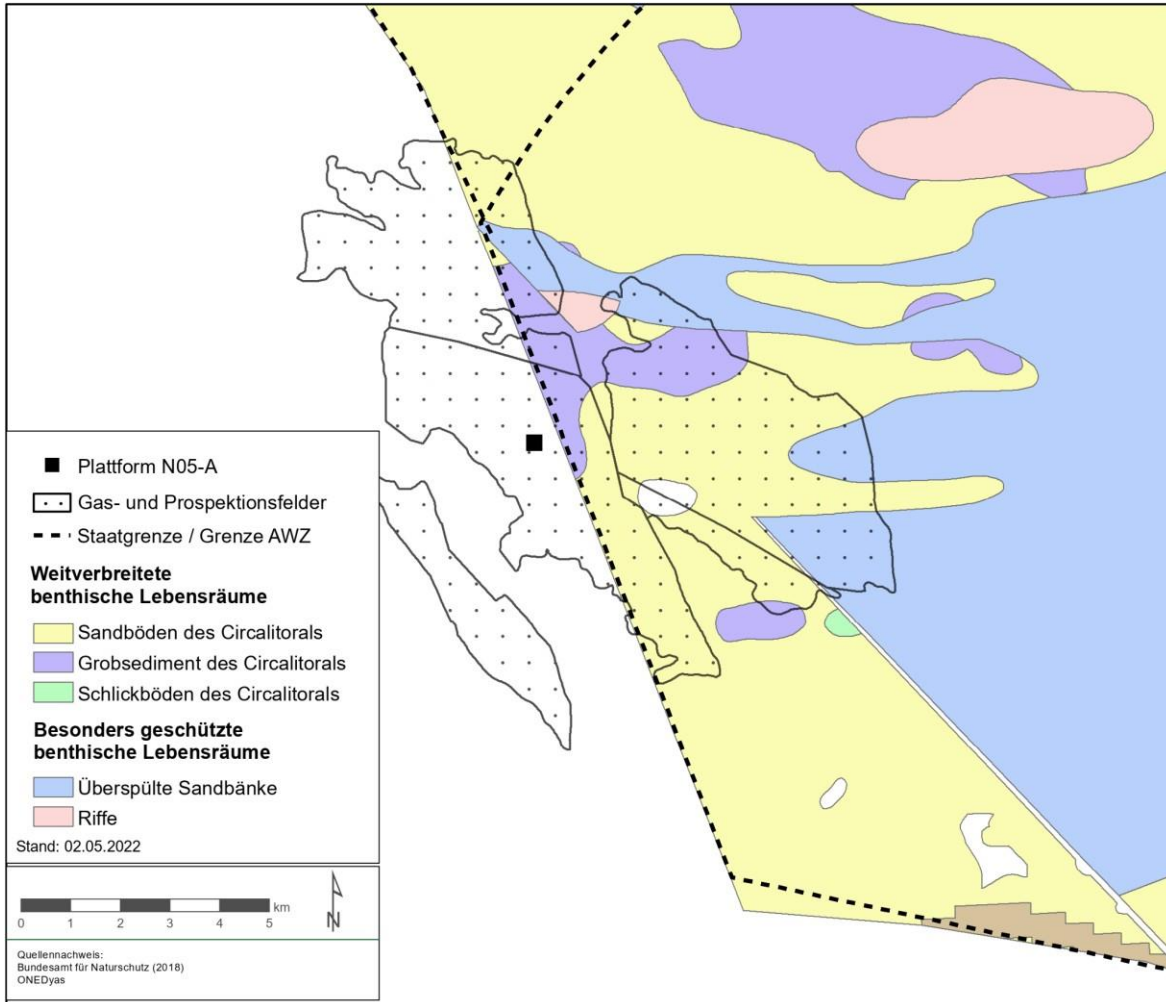 Plattform N05-A
Gas- und Prospektionsfelder
Staatgrenze / Grenze AWZ
Weitverbreitete
benthische Lebensräume
Sandböden des Circalitorals
Grobsediment des Circalitorals
Schlickböden des Circalitorals
Besonders geschützte
benthische Lebensräume
Überspülte Sandbänke
Riffe
Stand: 02.05.2022
km
0 1 2 3 4 5
N
Quellennachweis:
Bundesamt für Naturschutz (2018)
ONEDyas